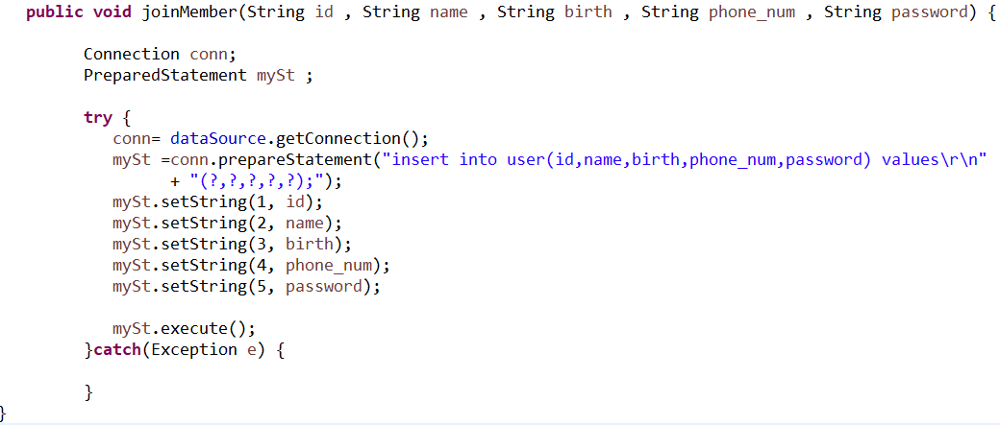 public void joinMember(String id , String name , String birth , String phone_num , String password) {
Connection conn;
PreparedStatement mySt ;
try {
conn= dataSource.getConnection();
mySt =conn.prepareStatement("insert into user(id,name,birth,phone_num,password) values\r\n"
+ "(?,?,?,?,?);");
mySt.setString(1, id);
mySt.setString(2, name);
mySt.setString(3, birth);
mySt.setString(4, phone_num);
mySt.setString(5, password);
mySt.execute();
}catch(Exception e) {
}
}